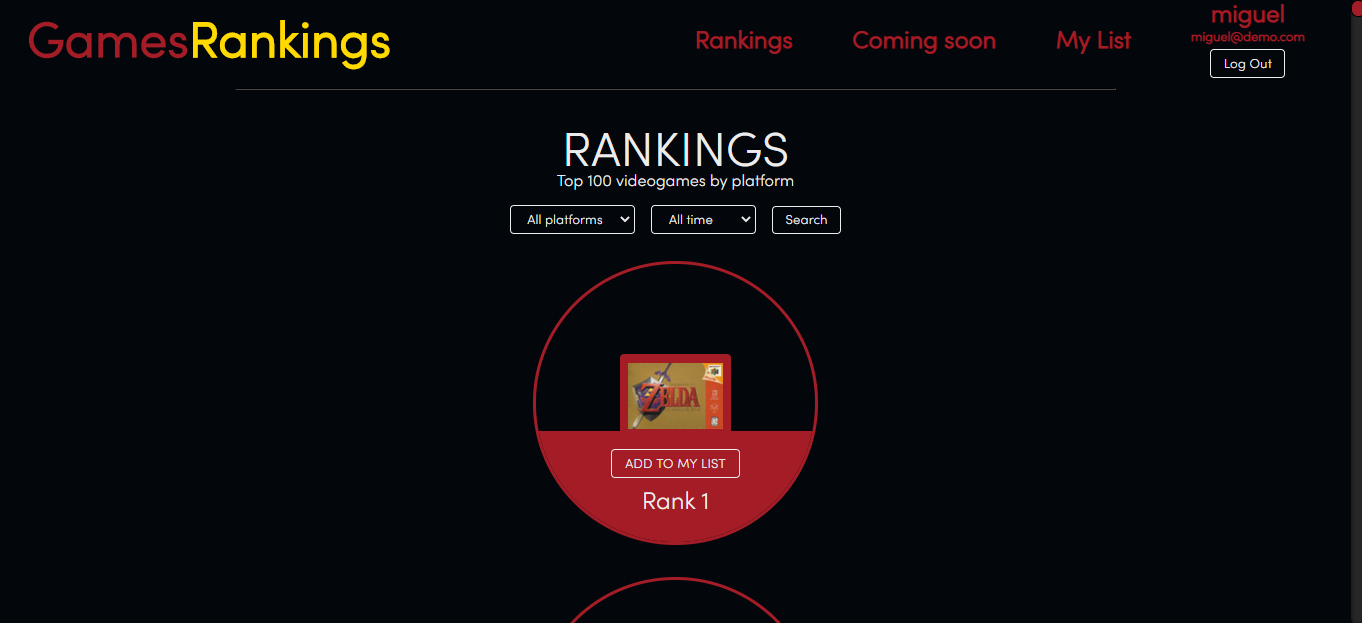 GamesRankings
Rankings
Coming soon
My List
miguel
miguel@demo.com
Log Out
RANKINGS
Top 100 videogames by platform
All platforms
All time
Search
ZELDA
ADD TO MY LIST
Rank 1